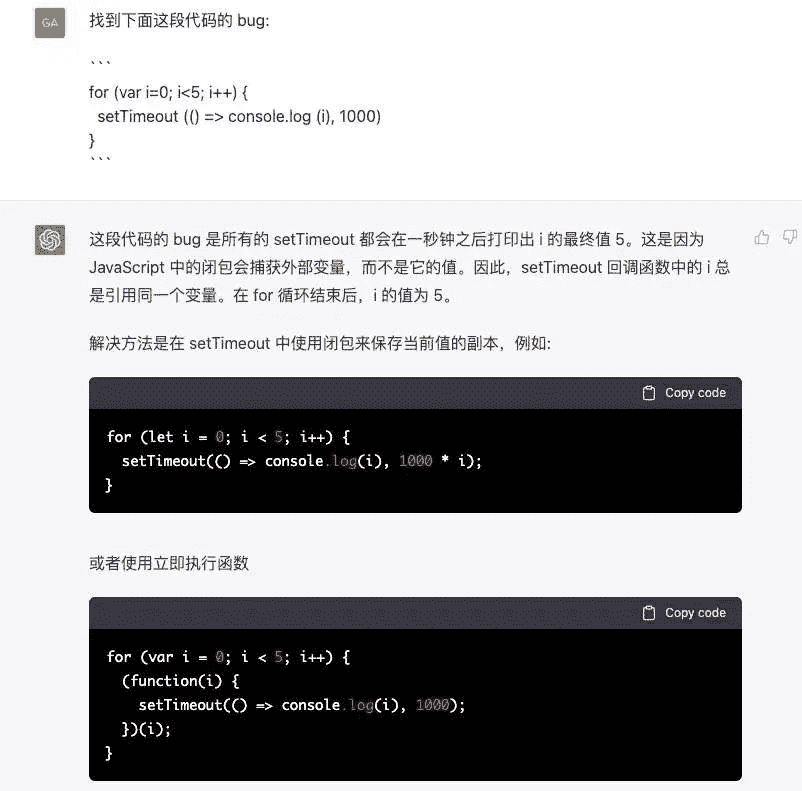 GA
找到下面这段代码的 bug:
```
for (var i=0; i<5; i++) {
  setTimeout (() => console.log (i), 1000)
}
```
这段代码的 bug 是所有的 setTimeout 都会在一秒钟之后打印出 i 的最终值 5。这是因为
JavaScript 中的闭包会捕获外部变量，而不是它的值。因此，setTimeout 回调函数中的 i 总
是引用同一个变量。在 for 循环结束后，i 的值为 5。
解决方法是在 setTimeout 中使用闭包来保存当前值的副本，例如:
Copy code
for (let i = 0; i < 5; i++) {
  setTimeout(() => console.log(i), 1000 * i);
}
或者使用立即执行函数
Copy code
for (var i = 0; i < 5; i++) {
  (function(i) {
    setTimeout(() => console.log(i), 1000);
  })(i);
}